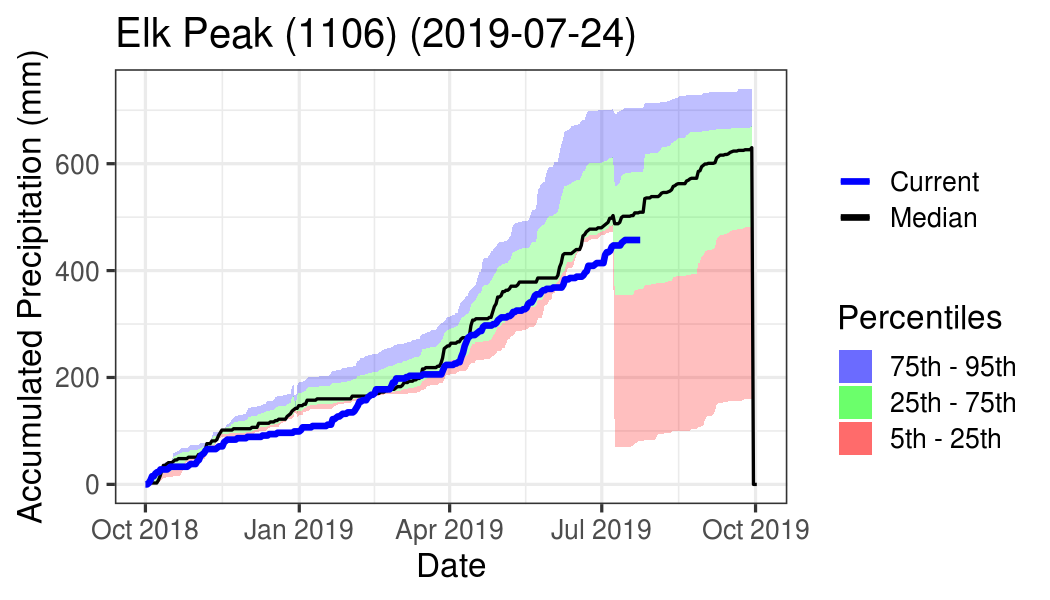 Elk Peak (1106) (2019-07-24)
Accumulated Precipitation (mm)
600
400
200
0
Oct 2018
Jan 2019
Apr 2019
Jul 2019
Oct 2019
Date
Current
Median
Percentiles
75th - 95th
25th - 75th
5th - 25th